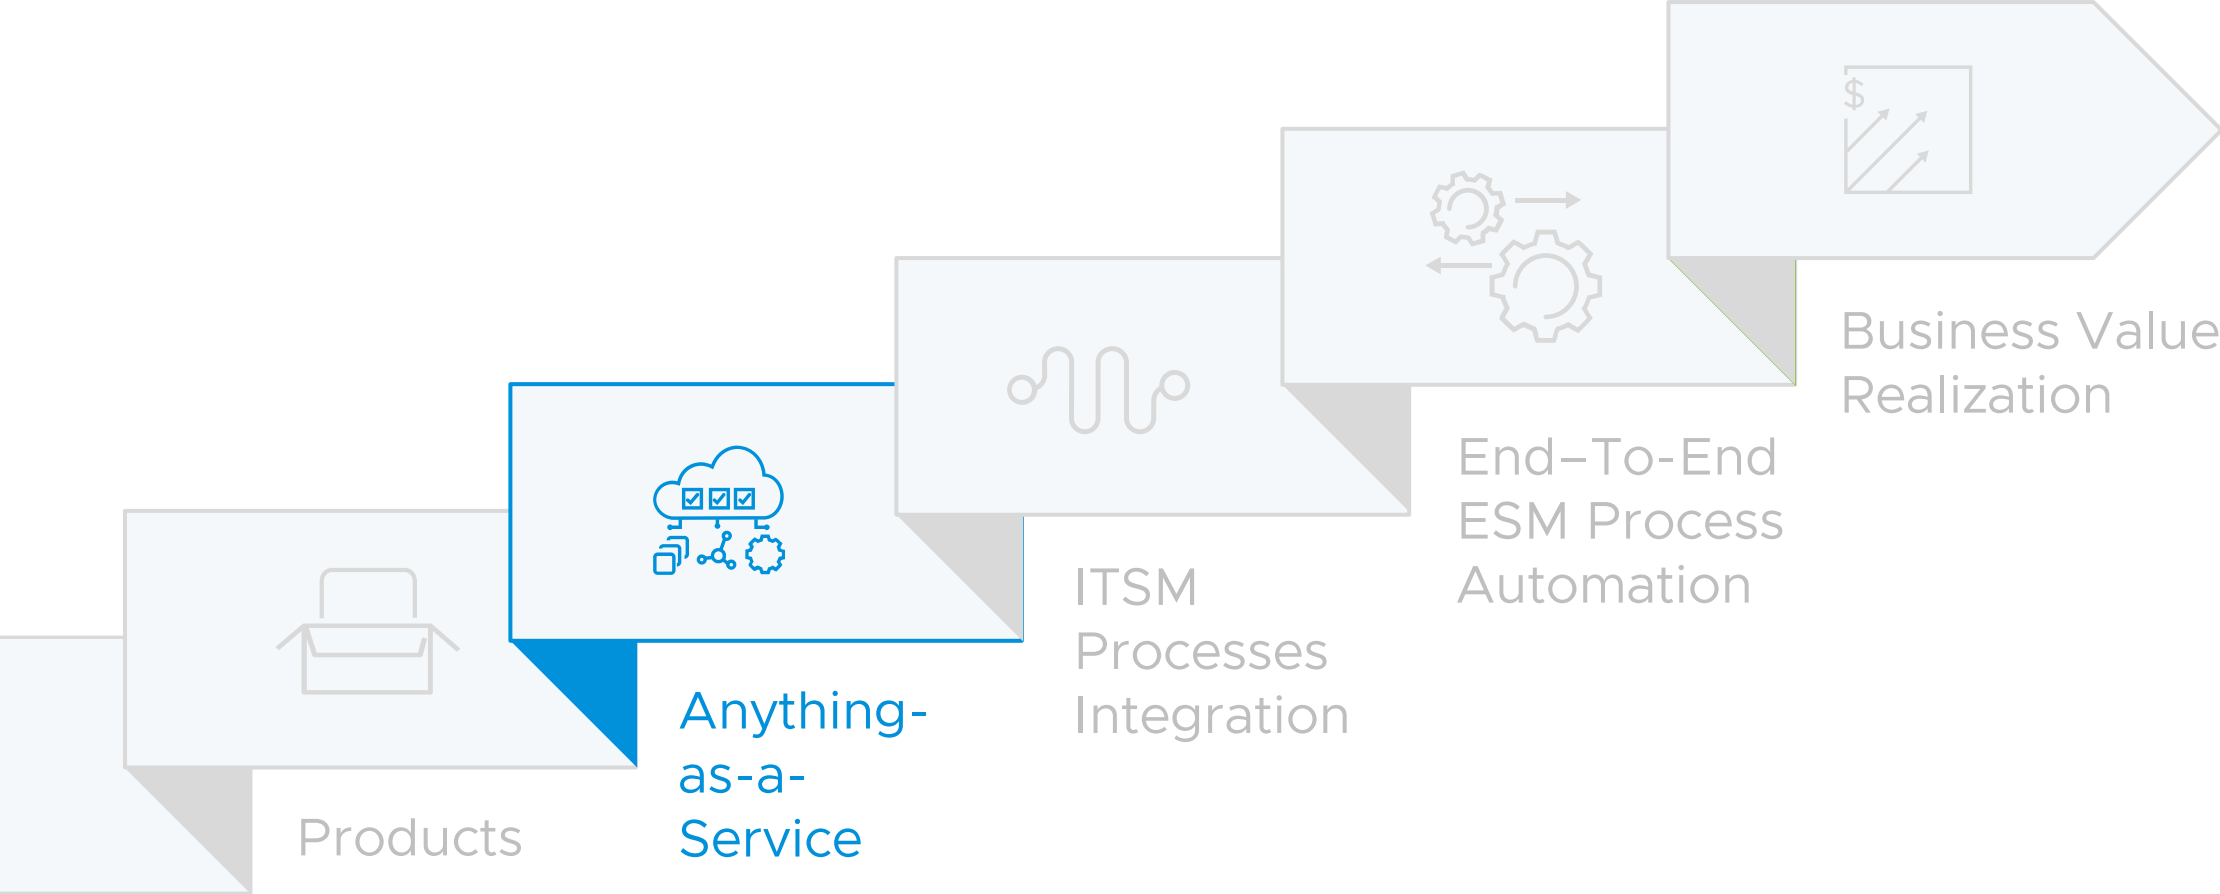 Products
Anything-
as-a-
Service
ITSM
Processes
Integration
End–To-End
ESM Process
Automation
$
Business Value
Realization